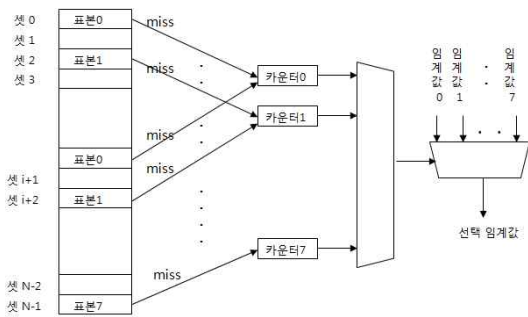 셋 0
표본0
miss
셋 1
셋 2
표본1
miss
셋 3
카운터0
카운터1
임계값 0
임계값 1
임계값 7
miss
표본0
miss
셋 i+1
셋 i+2
표본1
선택 임계값
카운터7
miss
셋 N-2
셋 N-1
표본7